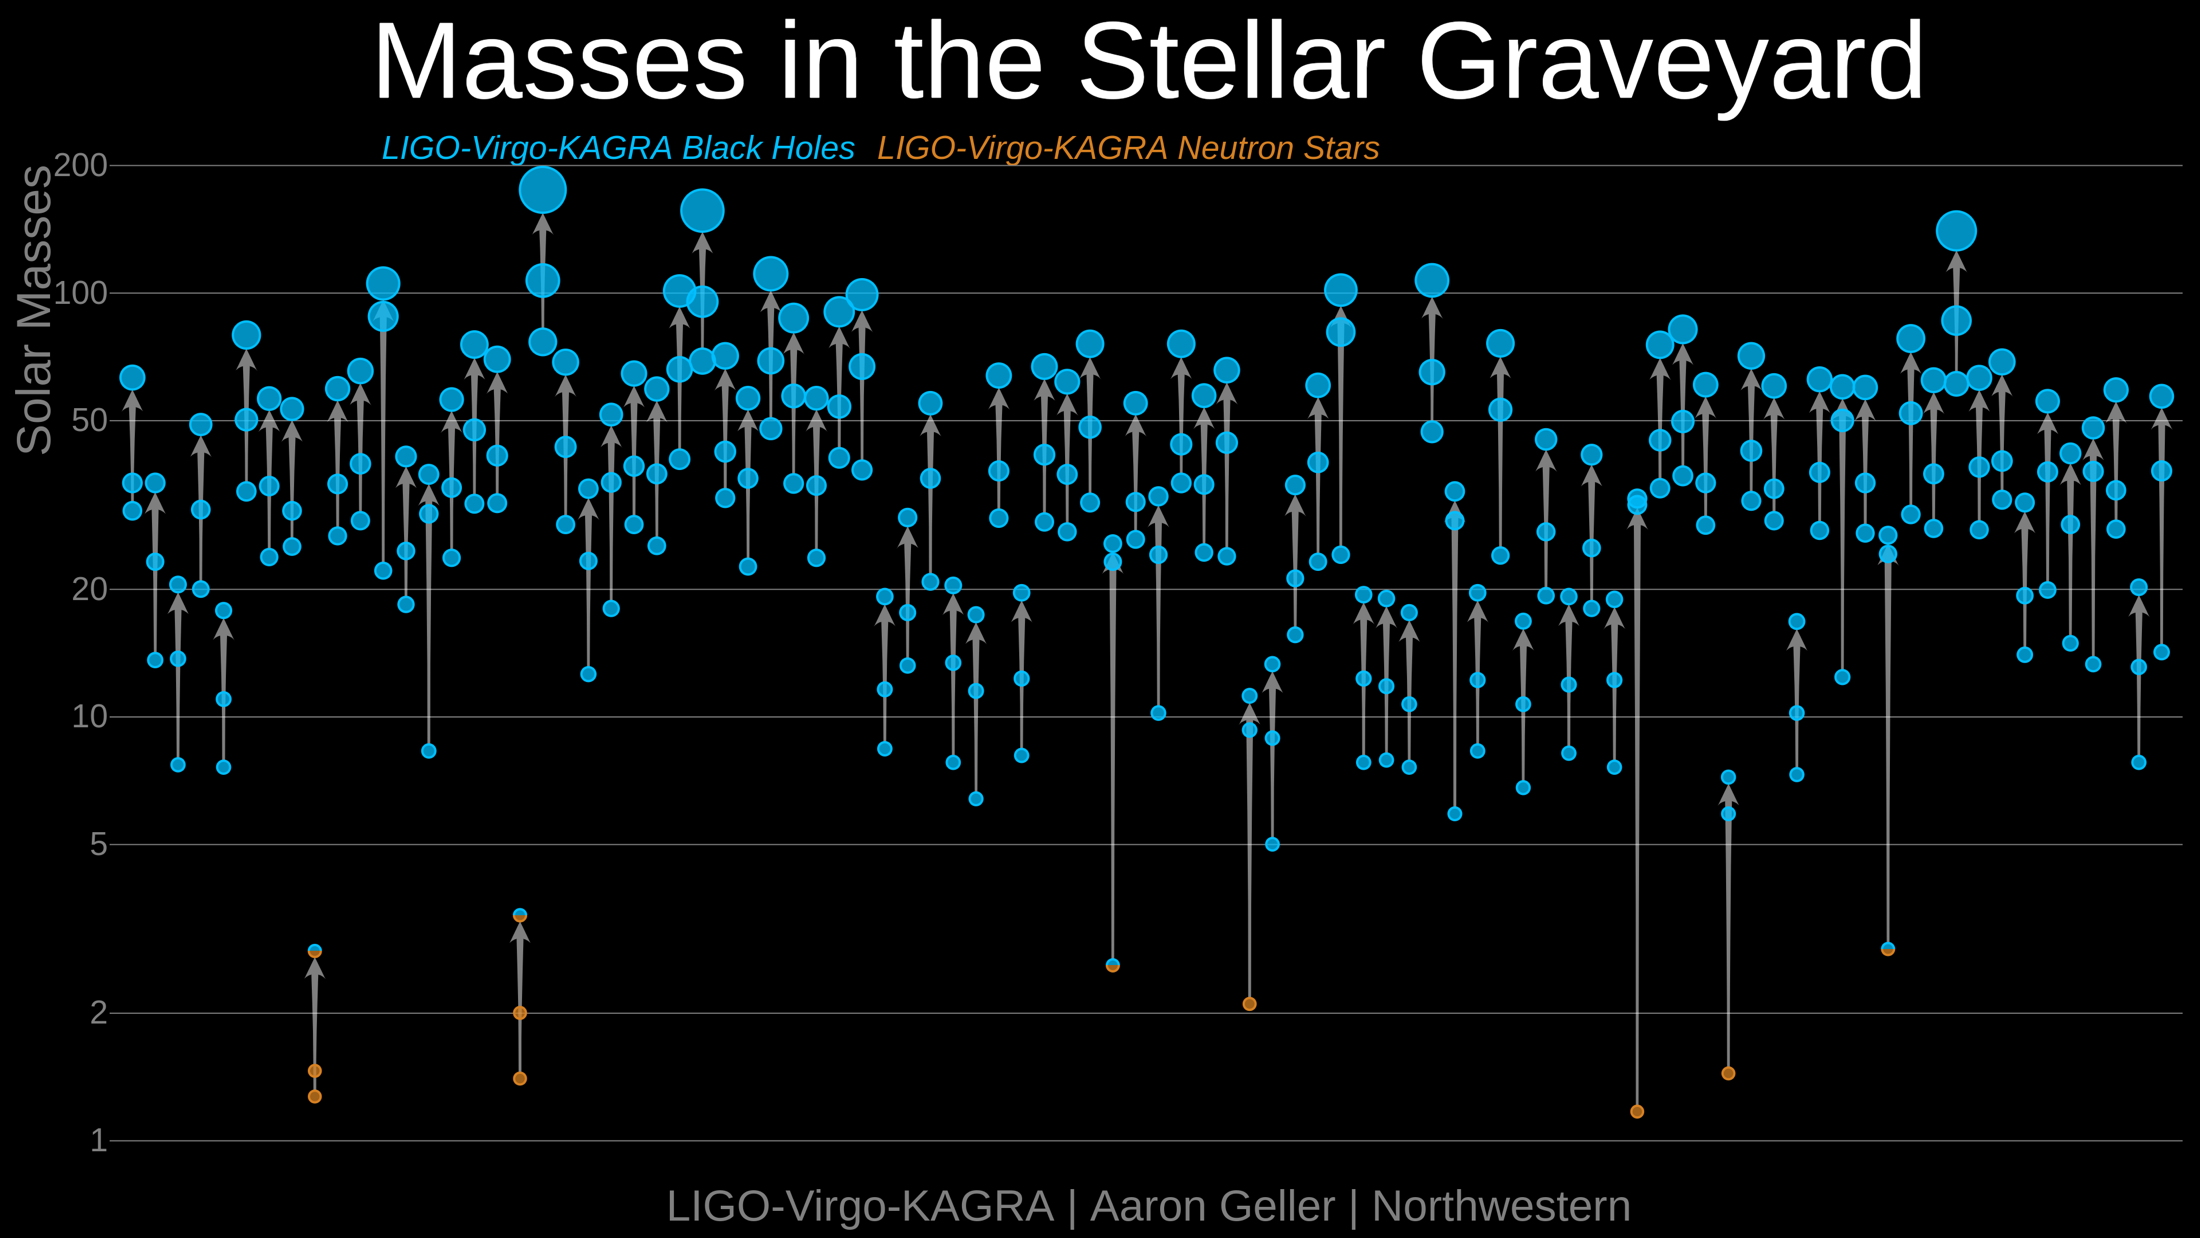 Masses in the Stellar Graveyard
LIGO-Virgo-KAGRA Black Holes LIGO-Virgo-KAGRA Neutron Stars
Solar Masses
200
100
50
20
10
5
2
1
LIGO-Virgo-KAGRA | Aaron Geller | Northwestern